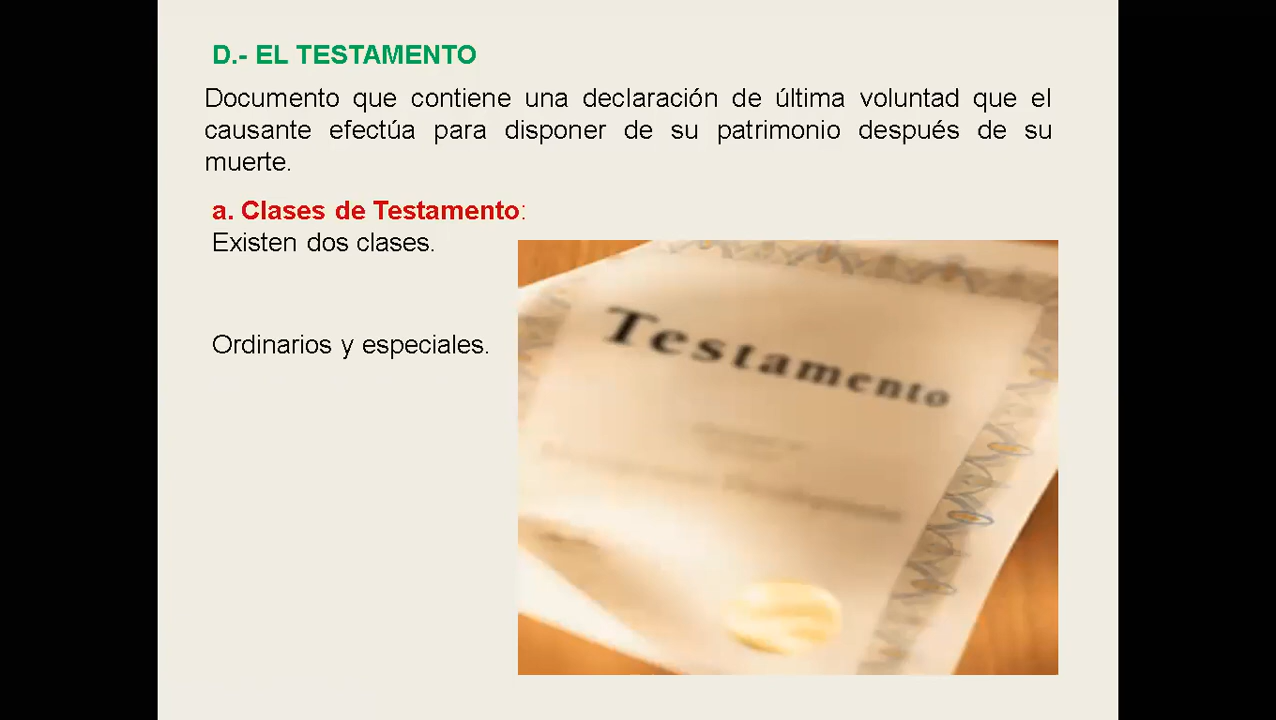 D.- EL TESTAMENTO
Documento que contiene una declaración de última voluntad que el
causante efectúa para disponer de su patrimonio después de su
muerte.
a. Clases de Testamento:
Existen dos clases.
Ordinarios y especiales.
Testamento